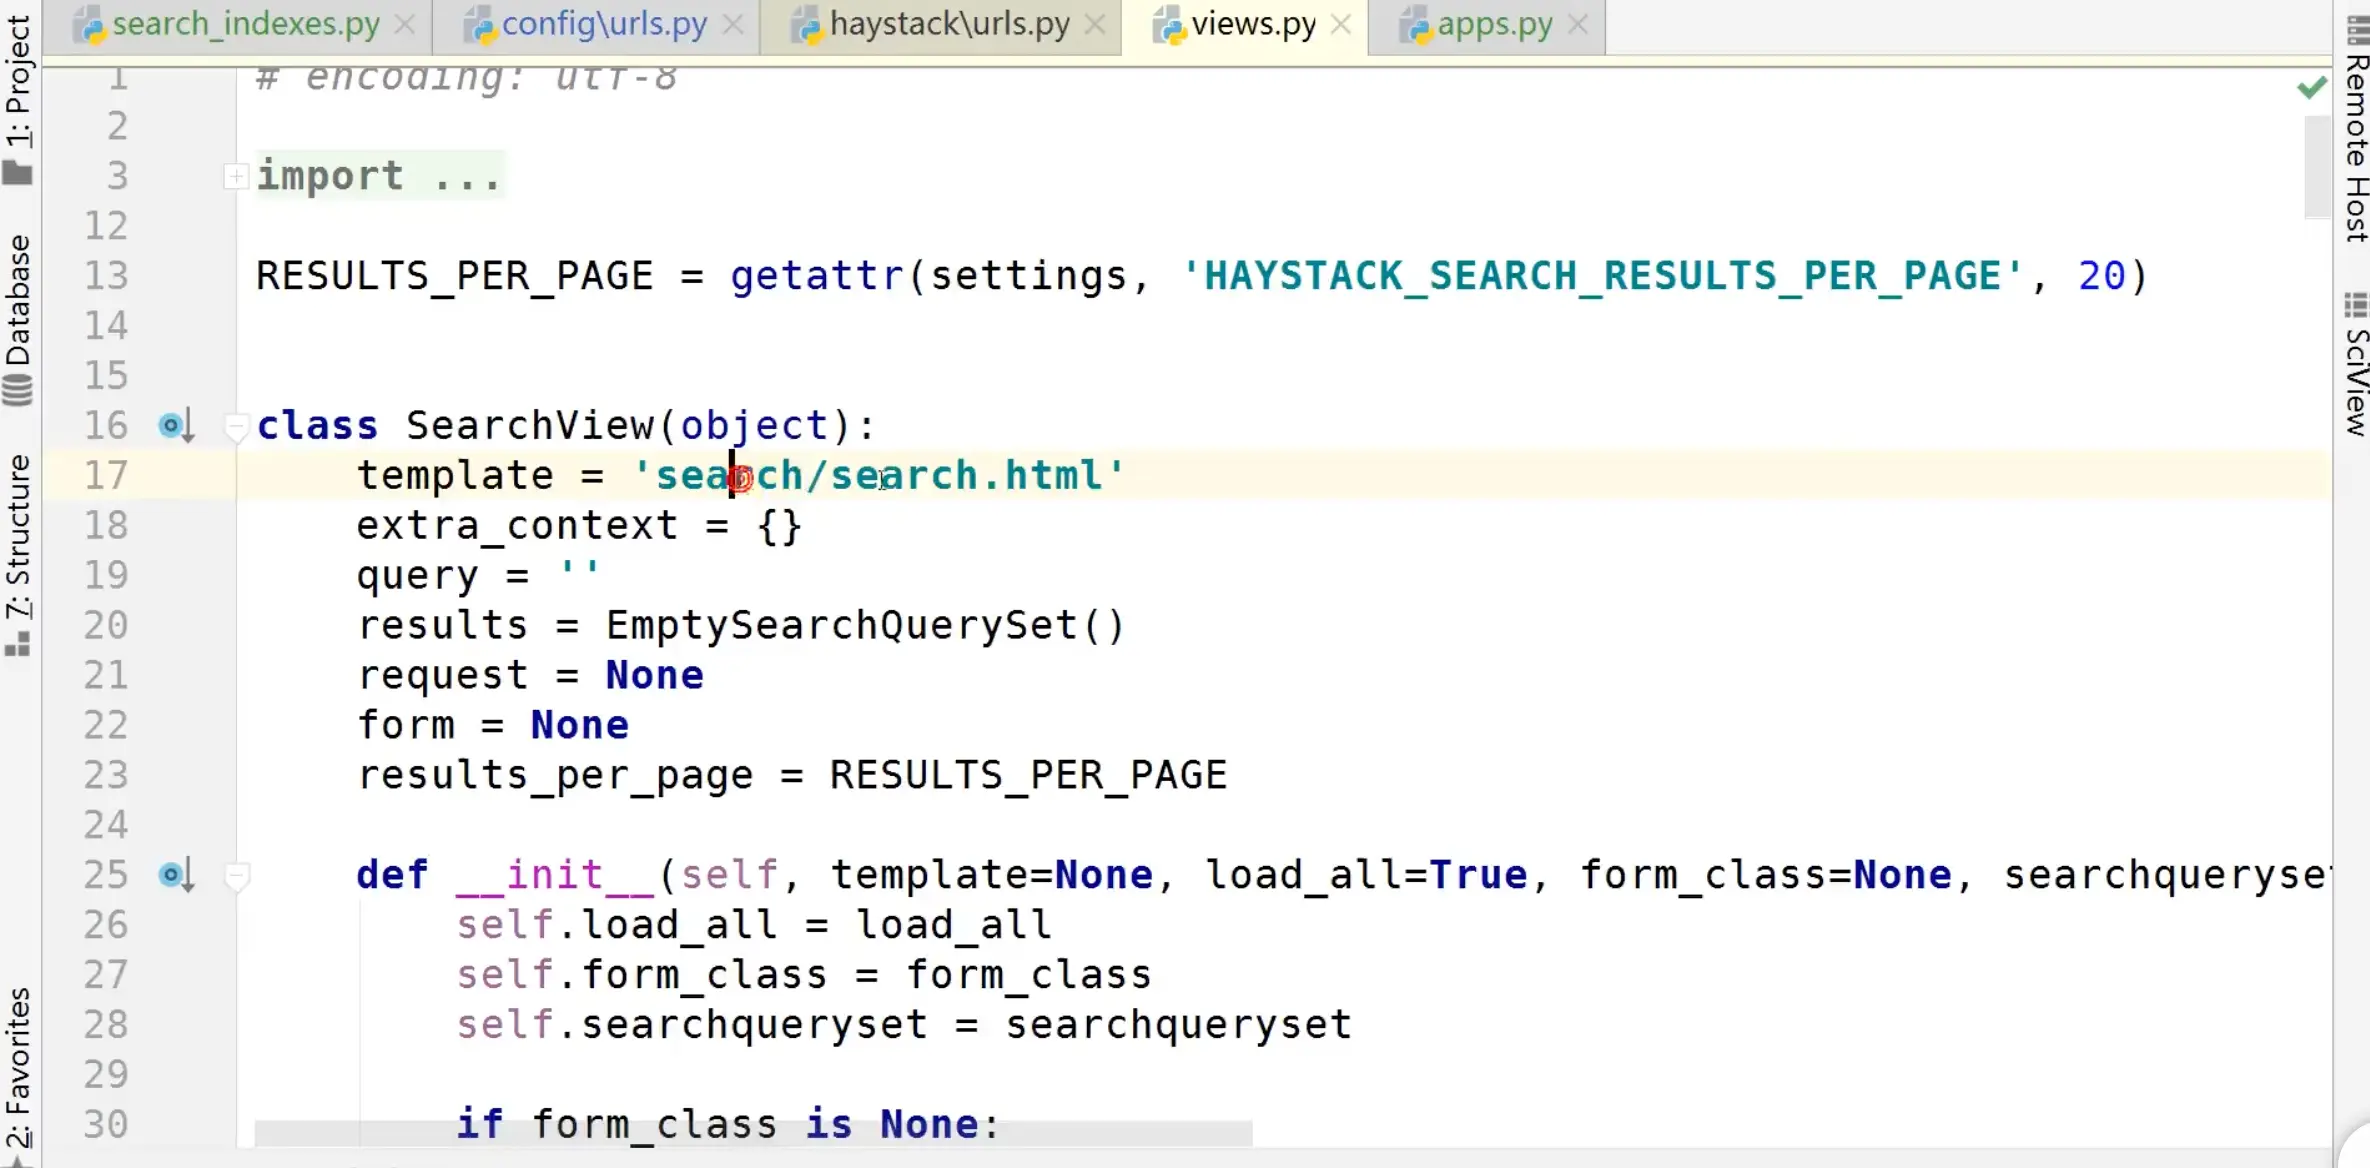 search_indexes.py
config\urls.py
haystack\urls.py
views.py
apps.py
1: Project
Database
7: Structure
2: Favorites
Remote Host
SciView
1 # encoding: utf-8
2
3 import ...
12
13 RESULTS_PER_PAGE = getattr(settings, 'HAYSTACK_SEARCH_RESULTS_PER_PAGE', 20)
14
15
16 class SearchView(object):
17     template = 'search/search.html'
18     extra_context = {}
19     query = ''
20     results = EmptySearchQuerySet()
21     request = None
22     form = None
23     results_per_page = RESULTS_PER_PAGE
24
25     def __init__(self, template=None, load_all=True, form_class=None, searchqueryse
26         self.load_all = load_all
27         self.form_class = form_class
28         self.searchqueryset = searchqueryset
29
30         if form_class is None: